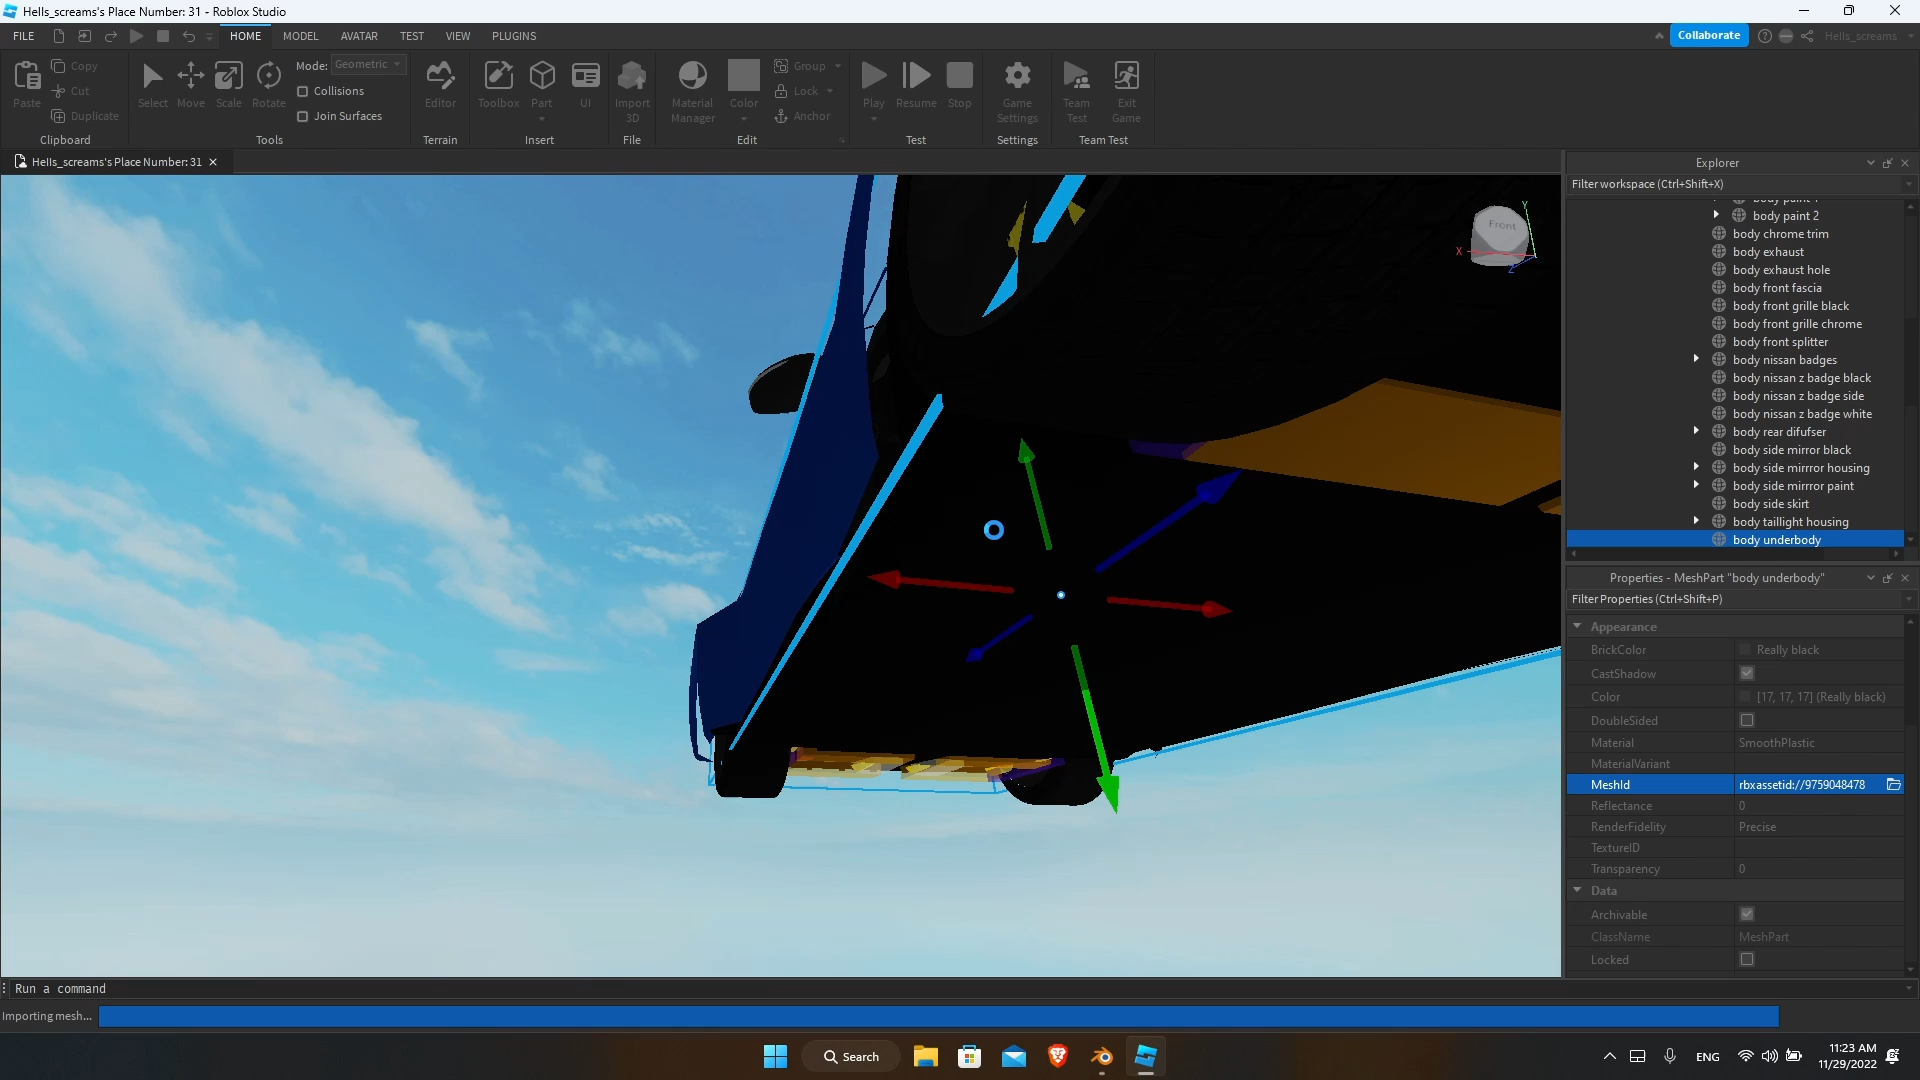 Hells_screams's Place Number: 31 - Roblox Studio
FILE
HOME
MODEL
AVATAR
TEST
VIEW
PLUGINS
Collaborate
Hells_screams
Paste
Copy
Cut
Duplicate
Clipboard
Select
Move
Scale
Rotate
Mode: Geometric
Collisions
Join Surfaces
Tools
Editor
Terrain
Toolbox
Part
UI
Insert
Import 3D
File
Material Manager
Color
Group
Lock
Anchor
Edit
Play
Resume
Stop
Test
Game Settings
Settings
Team Test
Exit Game
Team Test
Hells_screams's Place Number: 31
Explorer
Filter workspace (Ctrl+Shift+X)
body paint 2
body chrome trim
body exhaust
body exhaust hole
body front fascia
body front grille black
body front grille chrome
body front splitter
body nissan badges
body nissan z badge black
body nissan z badge side
body nissan z badge white
body rear difufser
body side mirror black
body side mirrror housing
body side mirrror paint
body side skirt
body taillight housing
body underbody
Front
X
Y
Z
Properties - MeshPart "body underbody"
Filter Properties (Ctrl+Shift+P)
Appearance
BrickColor Really black
CastShadow
Color [17, 17, 17] (Really black)
DoubleSided
Material SmoothPlastic
MaterialVariant
MeshId rbxassetid://9759048478
Reflectance 0
RenderFidelity Precise
TextureID
Transparency 0
Data
Archivable
ClassName MeshPart
Locked
Run a command
Importing mesh...
Search
ENG
11:23 AM
11/29/2022